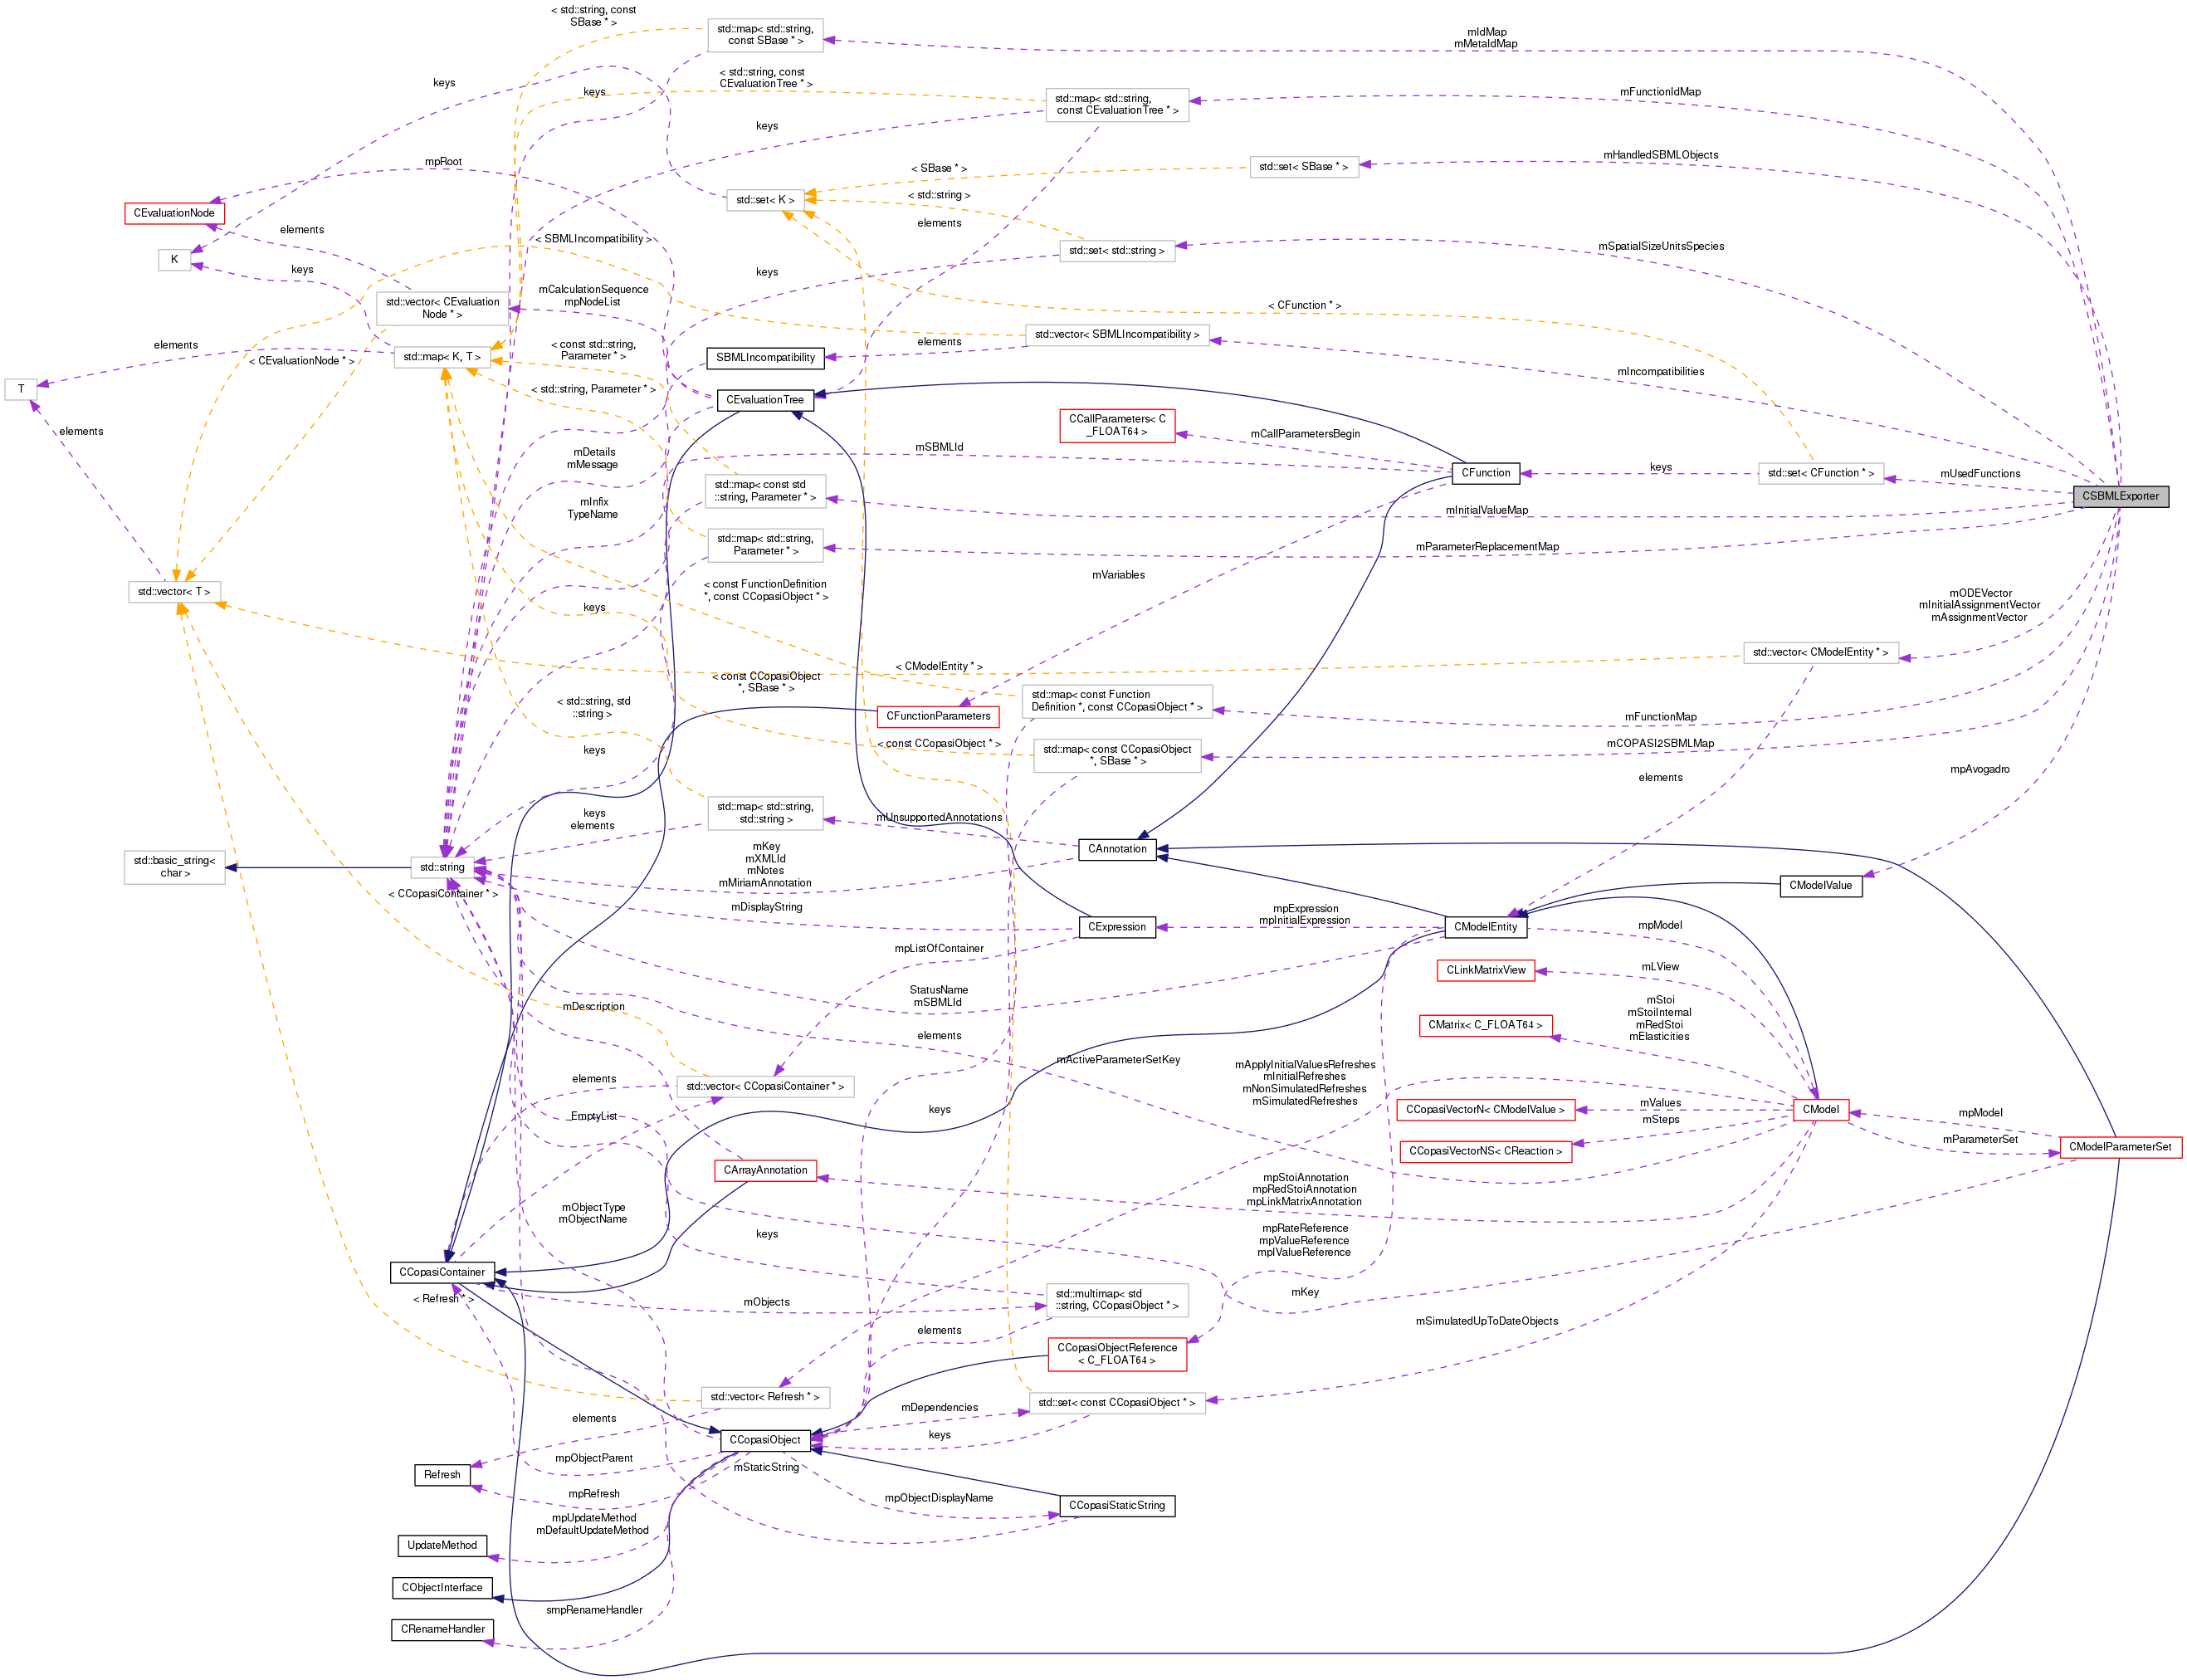 < std::string, const
SBase * >
std::map< std::string,
const SBase * >
mIdMap
mMetaIdMap
keys
keys
< std::string, const
CEvaluationTree * >
std::map< std::string,
const CEvaluationTree * >
mFunctionIdMap
keys
mpRoot
< SBase * >
std::set< SBase * >
mHandledSBMLObjects
CEvaluationNode
std::set< K >
< std::string >
elements
elements
K
< SBMLIncompatibility >
std::set< std::string >
mSpatialSizeUnitsSpecies
keys
keys
std::vector< CEvaluation
Node * >
mCalculationSequence
mpNodeList
< CFunction * >
std::vector< SBMLIncompatibility >
elements
elements
std::map< K, T >
< CEvaluationNode * >
< const std::string,
Parameter * >
SBMLIncompatibility
mIncompatibilities
T
< std::string, Parameter * >
CEvaluationTree
CCallParameters< C
_FLOAT64 >
mCallParametersBegin
elements
mDetails
mMessage
mSBMLId
CFunction
keys
std::set< CFunction * >
mUsedFunctions
CSBMLExporter
std::map< const std
::string, Parameter * >
mInfix
TypeName
mInitialValueMap
std::map< std::string,
Parameter * >
mParameterReplacementMap
mVariables
std::vector< T >
< const FunctionDefinition
*, const CCopasiObject * >
keys
mODEVector
mInitialAssignmentVector
mAssignmentVector
< CModelEntity * >
std::vector< CModelEntity * >
< const CCopasiObject
*, SBase * >
std::map< const Function
Definition *, const CCopasiObject * >
< std::string, std
::string >
CFunctionParameters
mFunctionMap
< const CCopasiObject * >
std::map< const CCopasiObject
*, SBase * >
mCOPASI2SBMLMap
keys
elements
mpAvogadro
std::map< std::string,
std::string >
keys
elements
mUnsupportedAnnotations
std::basic_string<
char >
std::string
mKey
mXMLId
mNotes
mMiriamAnnotation
CAnnotation
CModelValue
< CCopasiContainer * >
mDisplayString
CExpression
mpExpression
mpInitialExpression
CModelEntity
mpModel
mpListOfContainer
CLinkMatrixView
mLView
StatusName
mSBMLId
mDescription
CMatrix< C_FLOAT64 >
mStoi
mStoiInternal
mRedStoi
mElasticities
elements
mActiveParameterSetKey
mApplyInitialValuesRefreshes
mInitialRefreshes
mNonSimulatedRefreshes
mSimulatedRefreshes
std::vector< CCopasiContainer * >
elements
EmptyList
keys
CCopasiVectorN< CModelValue >
mValues
CModel
mpModel
mSteps
CCopasiVectorNS< CReaction >
mParameterSet
CModelParameterSet
CArrayAnnotation
mpStoiAnnotation
mpRedStoiAnnotation
mpLinkMatrixAnnotation
mObjectType
mObjectName
keys
mpRateReference
mpValueReference
mpIValueReference
CCopasiContainer
mObjects
std::multimap< std
::string, CCopasiObject * >
mKey
< Refresh * >
elements
mSimulatedUpToDateObjects
CCopasiObjectReference
< C_FLOAT64 >
std::vector< Refresh * >
std::set< const CCopasiObject * >
elements
mDependencies
CCopasiObject
keys
mpObjectParent
mStaticString
Refresh
mpRefresh
mpObjectDisplayName
CCopasiStaticString
mpUpdateMethod
mDefaultUpdateMethod
UpdateMethod
CObjectInterface
smpRenameHandler
CRenameHandler